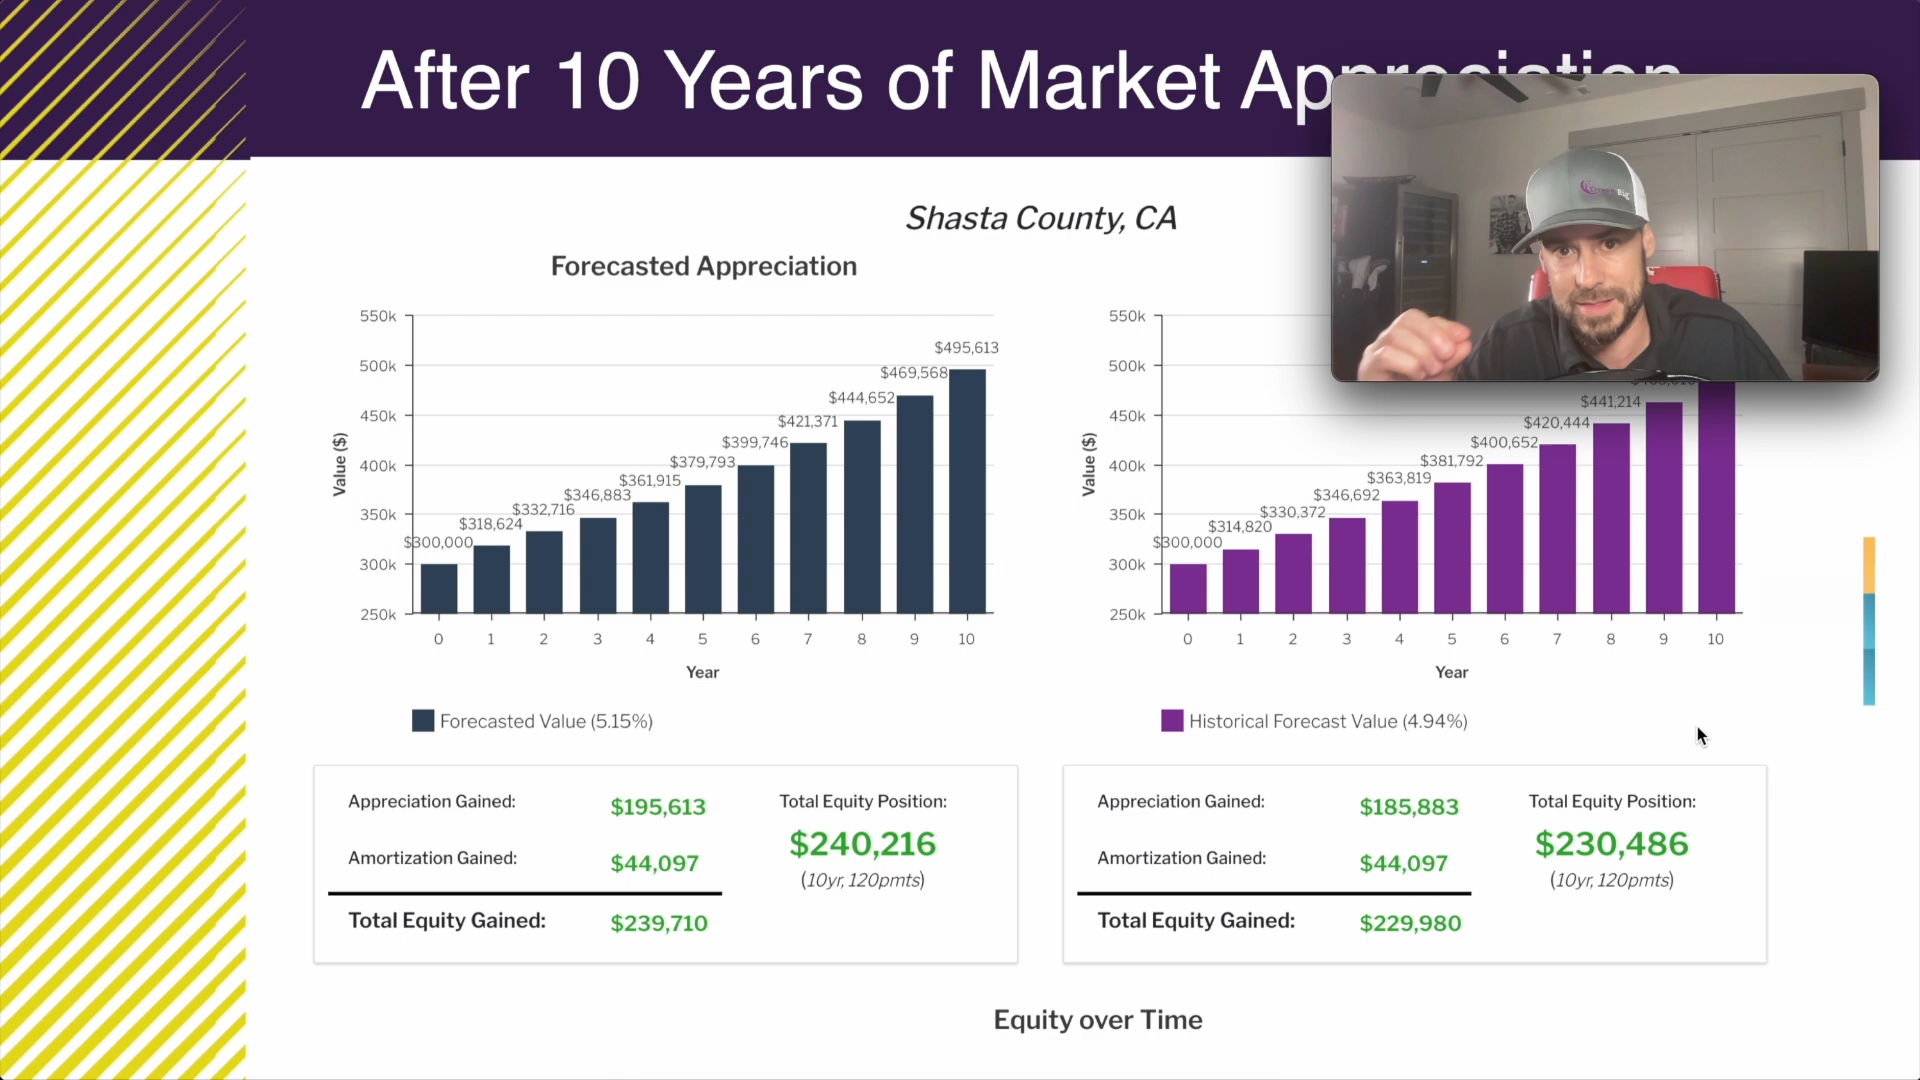 After 10 Years of Market
Shasta County, CA
Forecasted Appreciation
550k
500k
450k
400k
350k
300k
250k
Value ($)
$300,000
$318,624
$332,716
$346,883
$361,915
$379,793
$399,746
$421,371
$444,652
$469,568
$495,613
0 1 2 3 4 5 6 7 8 9 10
Year
Forecasted Value (5.15%)
550k
500k
450k
400k
350k
300k
250k
Value ($)
$300,000
$314,820
$330,372
$346,692
$363,819
$381,792
$400,652
$420,444
$441,214
0 1 2 3 4 5 6 7 8 9 10
Year
Historical Forecast Value (4.94%)
Appreciation Gained: $195,613
Amortization Gained: $44,097
Total Equity Gained: $239,710
Total Equity Position:
$240,216
(10yr, 120pmts)
Appreciation Gained: $185,883
Amortization Gained: $44,097
Total Equity Gained: $229,980
Total Equity Position:
$230,486
(10yr, 120pmts)
Equity over Time